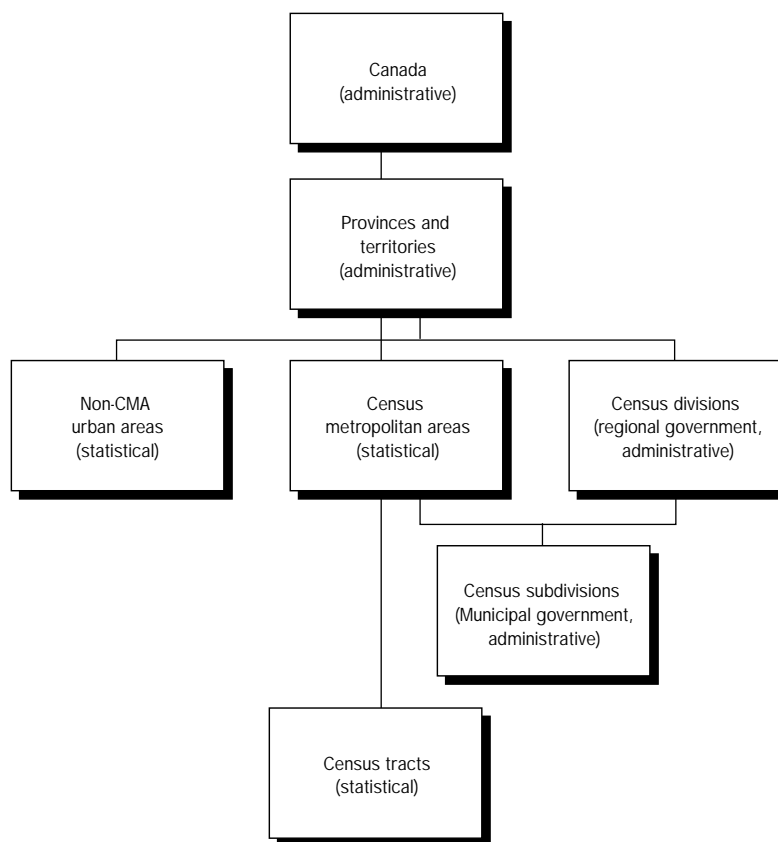 Canada
(administrative)
Provinces and
territories
(administrative)
Non-CMA
urban areas
(statistical)
Census
metropolitan areas
(statistical)
Census divisions
(regional government,
administrative)
Census subdivisions
(Municipal government,
administrative)
Census tracts
(statistical)